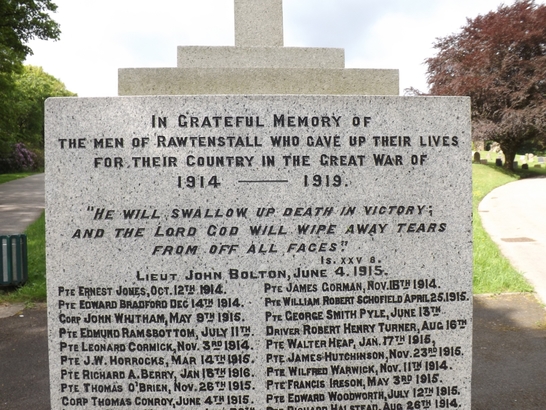 IN GRATEFUL MEMORY OF
THE MEN OF RAWTENSTALL WHO GAVE UP THEIR LIVES
FOR THEIR COUNTRY IN THE GREAT WAR OF
1914 — 1919.
"HE WILL SWALLOW UP DEATH IN VICTORY;
AND THE LORD GOD WILL WIPE AWAY TEARS
FROM OFF ALL FACES."
IS. XXV 8.
LIEUT JOHN BOLTON, JUNE 4. 1915.
PTE ERNEST JONES, OCT. 12TH 1914.
PTE EDWARD BRADFORD DEC 14TH 1914.
CORP JOHN WHITHAM, MAY 9TH 1915.
PTE EDMUND RAMSBOTTOM, JULY 11TH.
PTE LEONARD CORMICK, NOV. 3RD 1914.
PTE J.W. HORROCKS, MAR 14TH 1915.
PTE RICHARD A. BERRY, JAN 13TH 1916.
PTE THOMAS O'BRIEN, NOV. 26TH 1915.
CORP THOMAS CONROY, JUNE 4TH 1915.
PTE JAMES GORMAN, NOV. 18TH 1914.
PTE WILLIAM ROBERT SCHOFIELD APRIL 25, 1915.
PTE GEORGE SMITH PYLE, JUNE 13TH.
DRIVER ROBERT HENRY TURNER, AUG 16TH
PTE WALTER HEAP, JAN. 17TH 1915.
PTE JAMES HUTCHINSON, NOV. 23RD 1915.
PTE WILFRED WARWICK, NOV. 11TH 1914.
PTE FRANCIS IRESON, MAY 3RD 1915.
PTE EDWARD WOODWORTH, JULY 12TH 1915.
PTE RICHARD HALSTEAD, AUG 26TH 1914.